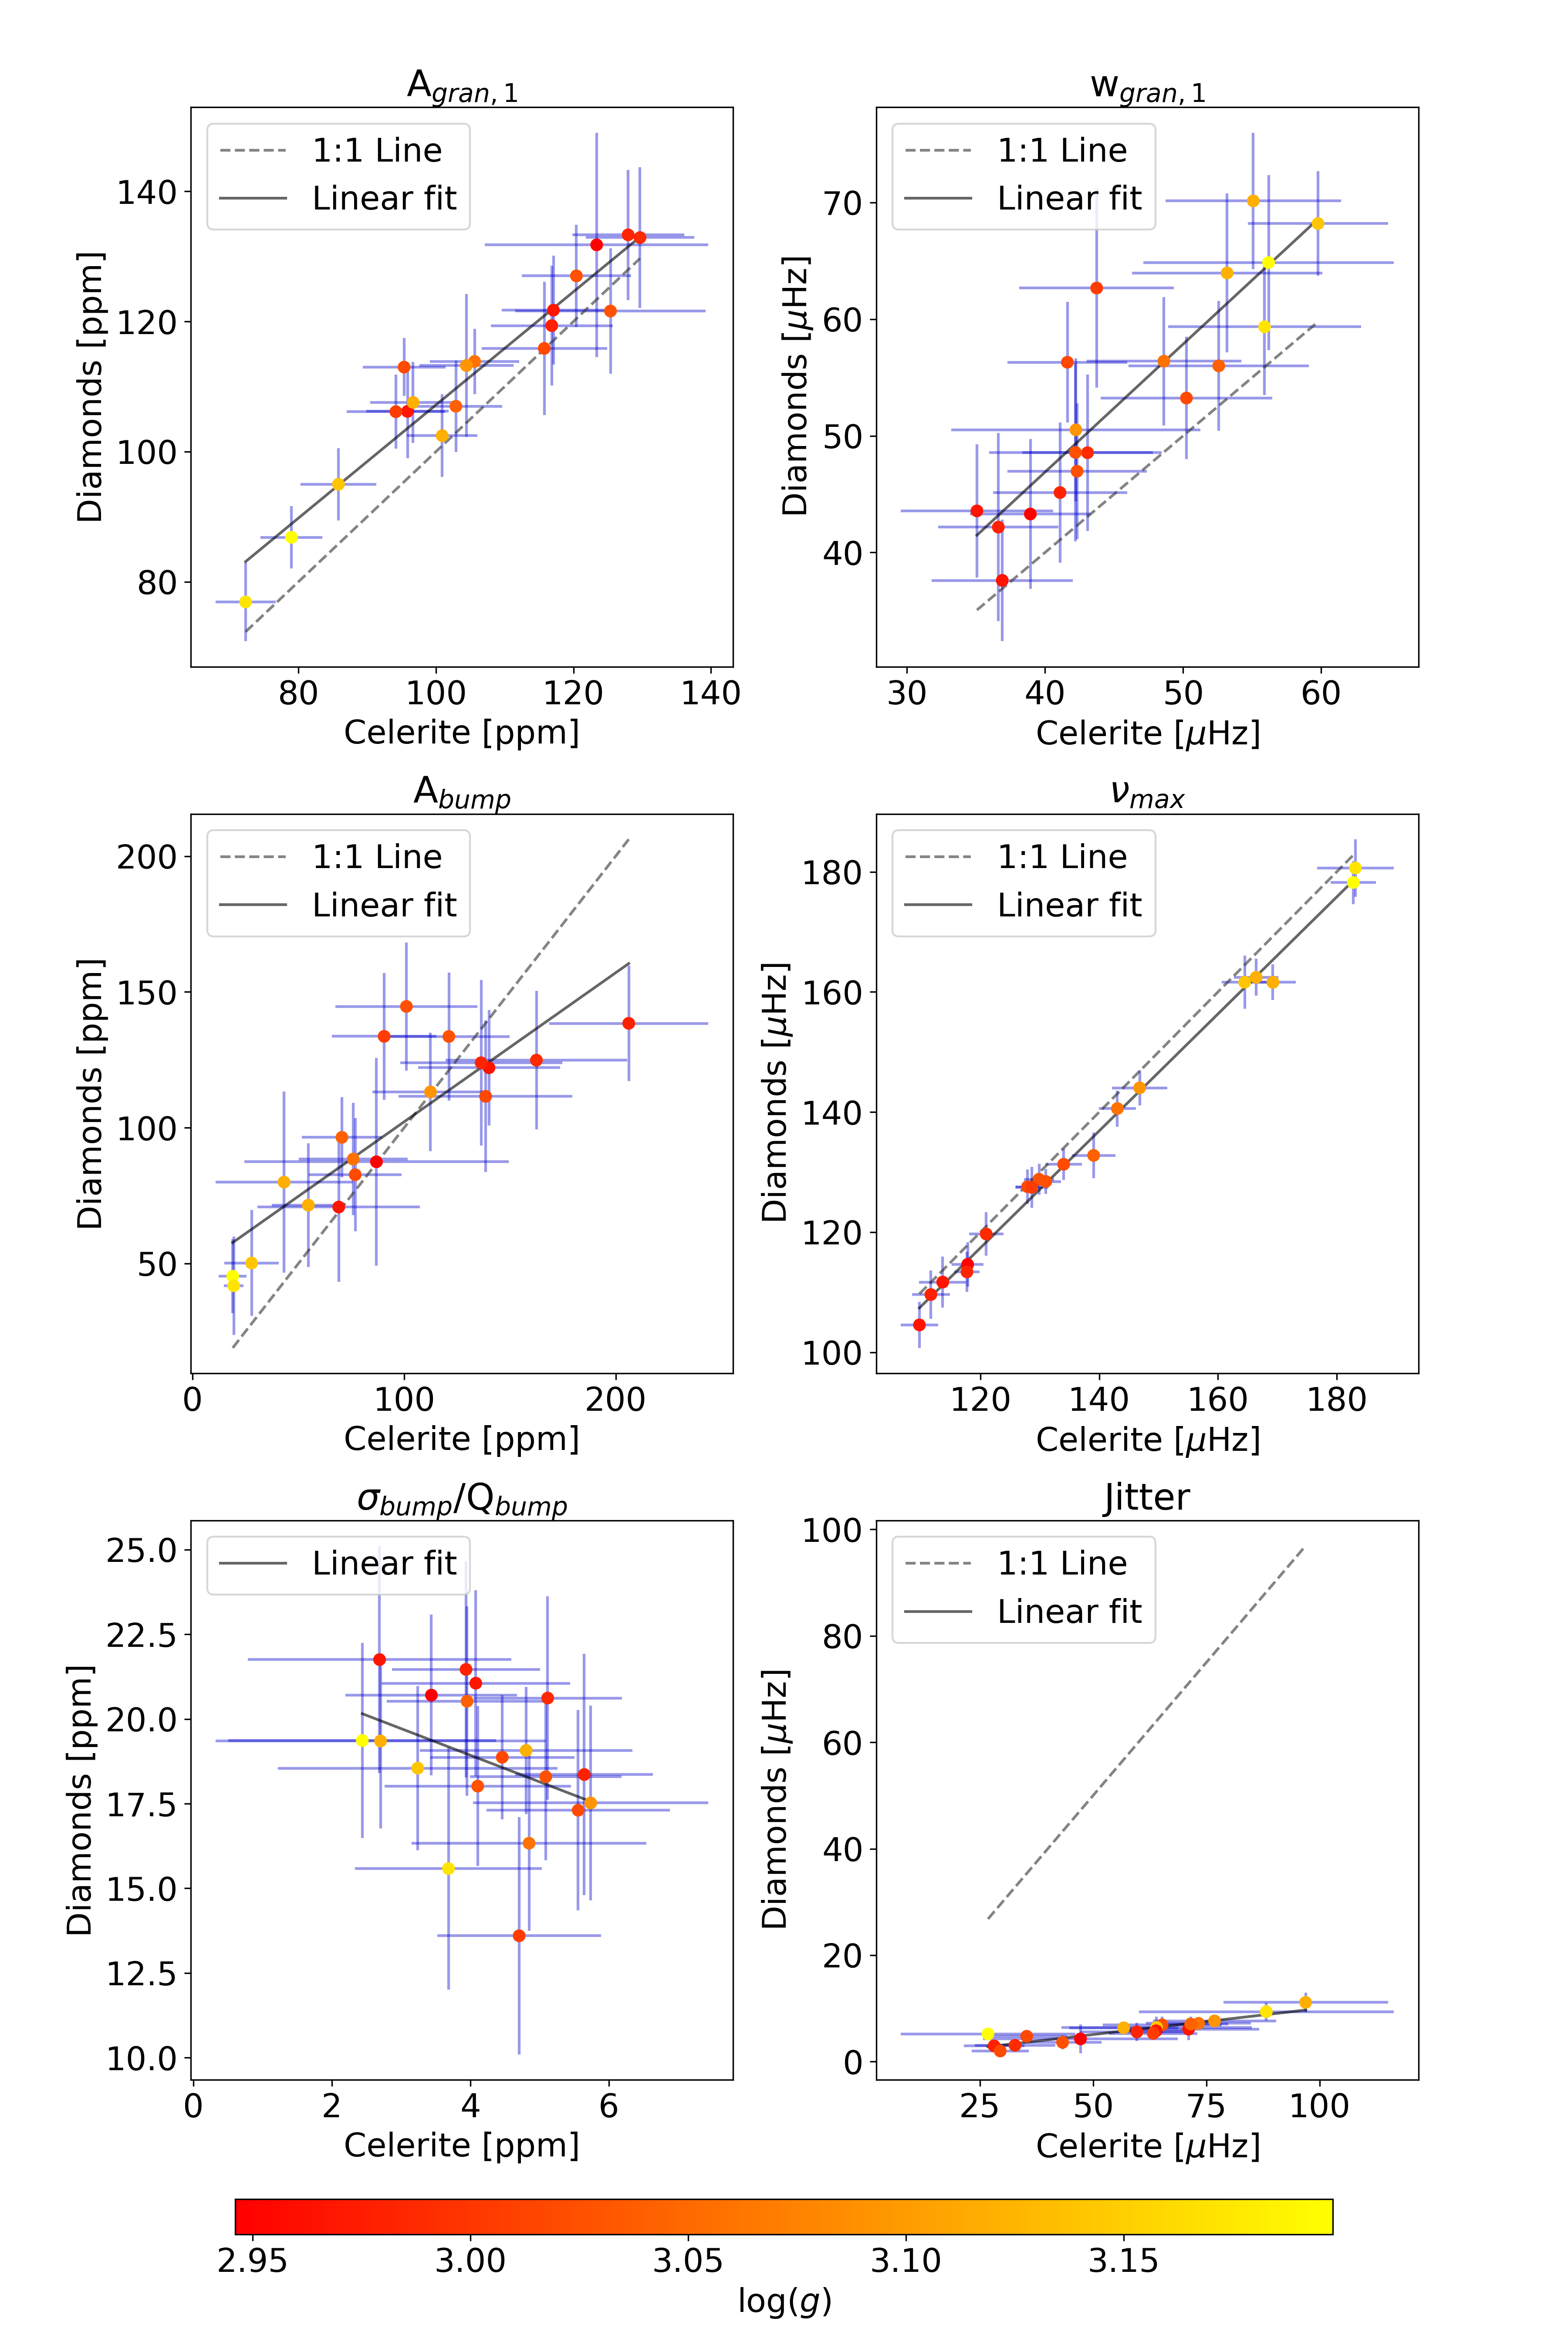 A_gran, 1
1:1 Line
Linear fit
140
120
100
80
Diamonds [ppm]
80 100 120 140
Celerite [ppm]
w_gran, 1
1:1 Line
Linear fit
70
60
50
40
Diamonds [μHz]
30 40 50 60
Celerite [μHz]
A_bump
1:1 Line
Linear fit
200
150
100
50
Diamonds [ppm]
0 100 200
Celerite [ppm]
ν_max
1:1 Line
Linear fit
180
160
140
120
100
Diamonds [μHz]
120 140 160 180
Celerite [μHz]
σ_bump/Q_bump
Linear fit
25.0
22.5
20.0
17.5
15.0
12.5
10.0
Diamonds [ppm]
0 2 4 6
Celerite [ppm]
Jitter
1:1 Line
Linear fit
100
80
60
40
20
0
Diamonds [μHz]
25 50 75 100
Celerite [μHz]
2.95 3.00 3.05 3.10 3.15
log(g)